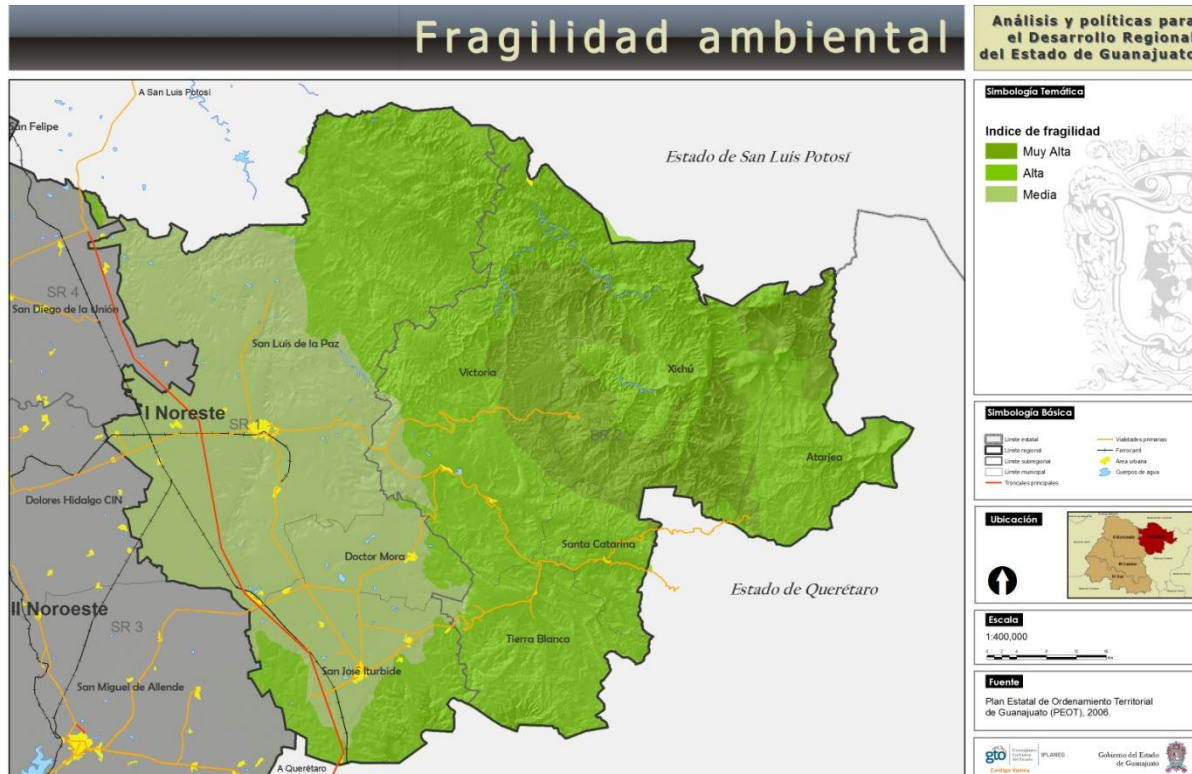 Fragilidad ambiental
Análisis y políticas para
el Desarrollo Regional
del Estado de Guanajuato
A San Luis Potosí
San Felipe
Estado de San Luis Potosí
SR 4
San Diego de la Unión
San Luis de la Paz
Victoria
Xichú
I Noreste
SR 1
SR 2
Atarjea
Dolores Hidalgo CIN
Doctor Mora
Santa Catarina
Estado de Querétaro
II Noroeste
SR 3
Tierra Blanca
San José Iturbide
San Miguel de Allende
A Querétaro
Simbología Temática
Indice de fragilidad
Muy Alta
Alta
Media
Simbología Básica
Límite estatal
Límite regional
Límite subregional
Límite municipal
Troncales principales
Vialidades primarias
Ferrocarril
Area urbana
Cuerpos de agua
Ubicación
Escala
1:400,000
Fuente
Plan Estatal de Ordenamiento Territorial
de Guanajuato (PEOT), 2006.
gto
IPLANEG
Contigo Vamos
Gobierno del Estado
de Guanajuato